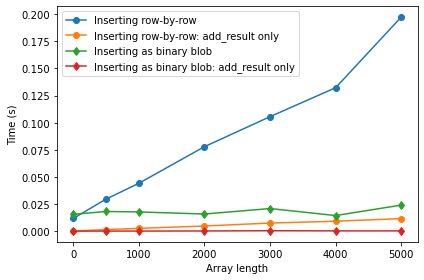 0.200
0.175
0.150
0.125
0.100
0.075
0.050
0.025
0.000
Time (s)
Inserting row-by-row
Inserting row-by-row: add_result only
Inserting as binary blob
Inserting as binary blob: add_result only
0 1000 2000 3000 4000 5000
Array length